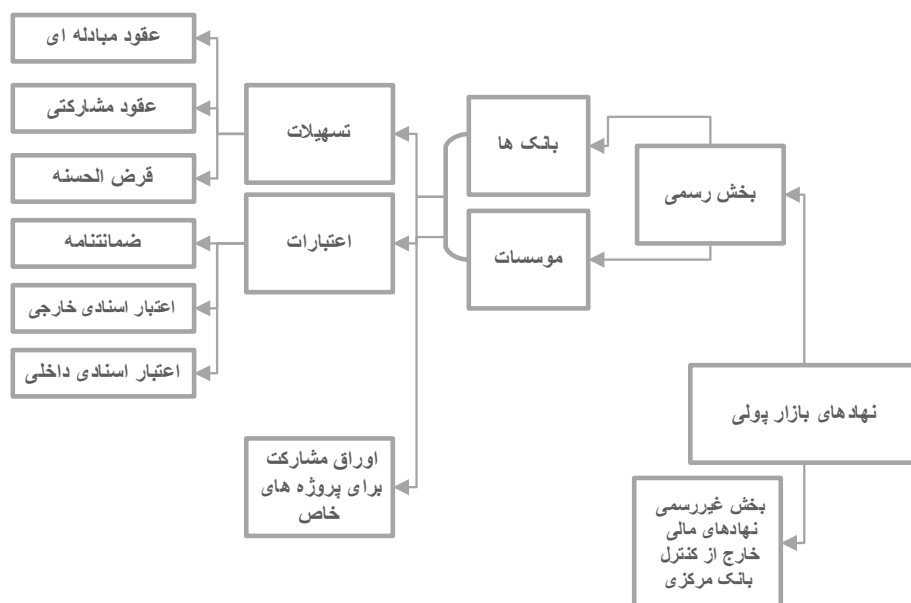 نهادهای بازار پولی
بخش رسمی
بانک ها
موسسات
تسهیلات
عقود مبادله ای
عقود مشارکتی
قرض الحسنه
اعتبارات
ضمانتنامه
اعتبار اسنادی خارجی
اعتبار اسنادی داخلی
اوراق مشارکت
برای پروژه های
خاص
بخش غیررسمی
نهادهای مالی
خارج از کنترل
بانک مرکزی